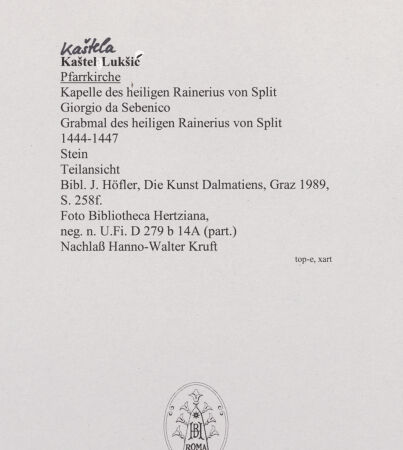 Kaštela
Kaštel Lukšić
Pfarrkirche
Kapelle des heiligen Rainerius von Split
Giorgio da Sebenico
Grabmal des heiligen Rainerius von Split
1444-1447
Stein
Teilansicht
Bibl. J. Höfler, Die Kunst Dalmatiens, Graz 1989,
S. 258f.
Foto Bibliotheca Hertziana,
neg. n. U.Fi. D 279 b 14A (part.)
Nachlaß Hanno-Walter Kruft
top-e, xart
BH
ROMA